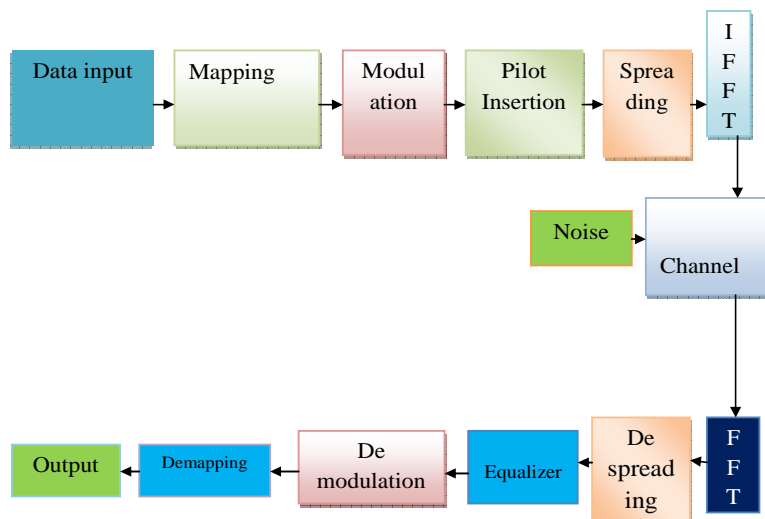 Data input
Mapping
Modul
ation
Pilot
Insertion
Sprea
ding
I
F
F
T
Noise
Channel
F
F
T
De
spread
ing
Equalizer
De
modulation
Demapping
Output